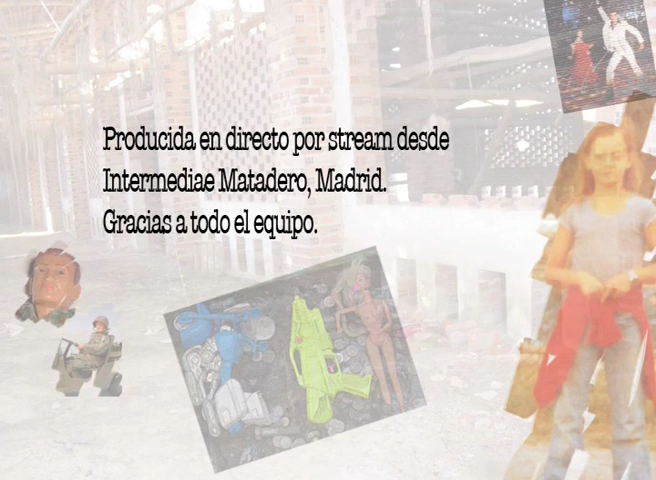 Producida en directo por stream desde
Intermediae Matadero, Madrid.
Gracias a todo el equipo.